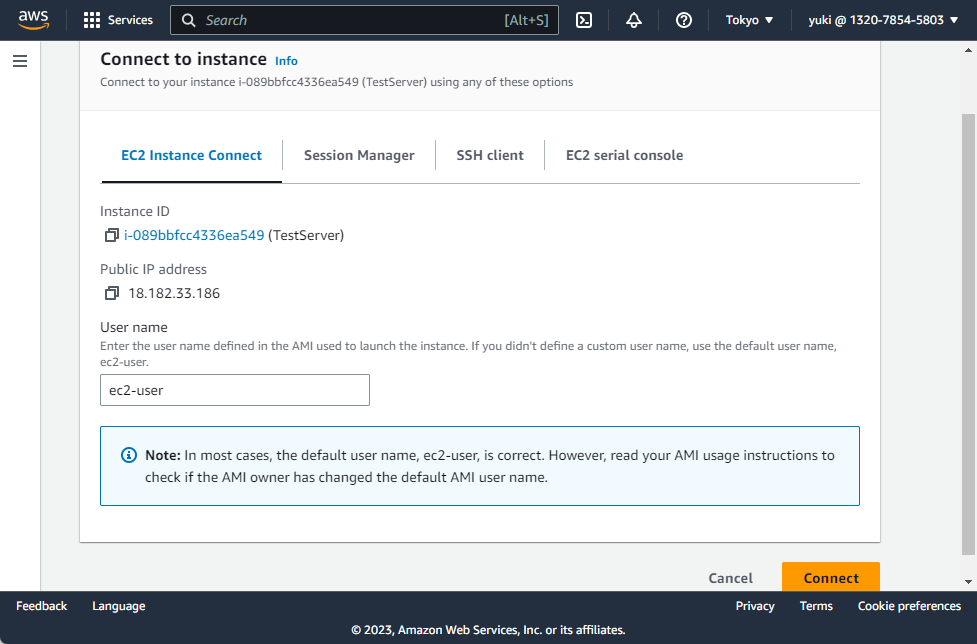 aws Services Search [Alt+S] Tokyo ▼ yuki @ 1320-7854-5803 ▼
Connect to instance Info
Connect to your instance i-089bbfcc4336ea549 (TestServer) using any of these options
EC2 Instance Connect Session Manager SSH client EC2 serial console
Instance ID
i-089bbfcc4336ea549 (TestServer)
Public IP address
18.182.33.186
User name
Enter the user name defined in the AMI used to launch the instance. If you didn't define a custom user name, use the default user name,
ec2-user.
ec2-user
Note: In most cases, the default user name, ec2-user, is correct. However, read your AMI usage instructions to
check if the AMI owner has changed the default AMI user name.
Cancel Connect
Feedback Language Privacy Terms Cookie preferences
© 2023, Amazon Web Services, Inc. or its affiliates.